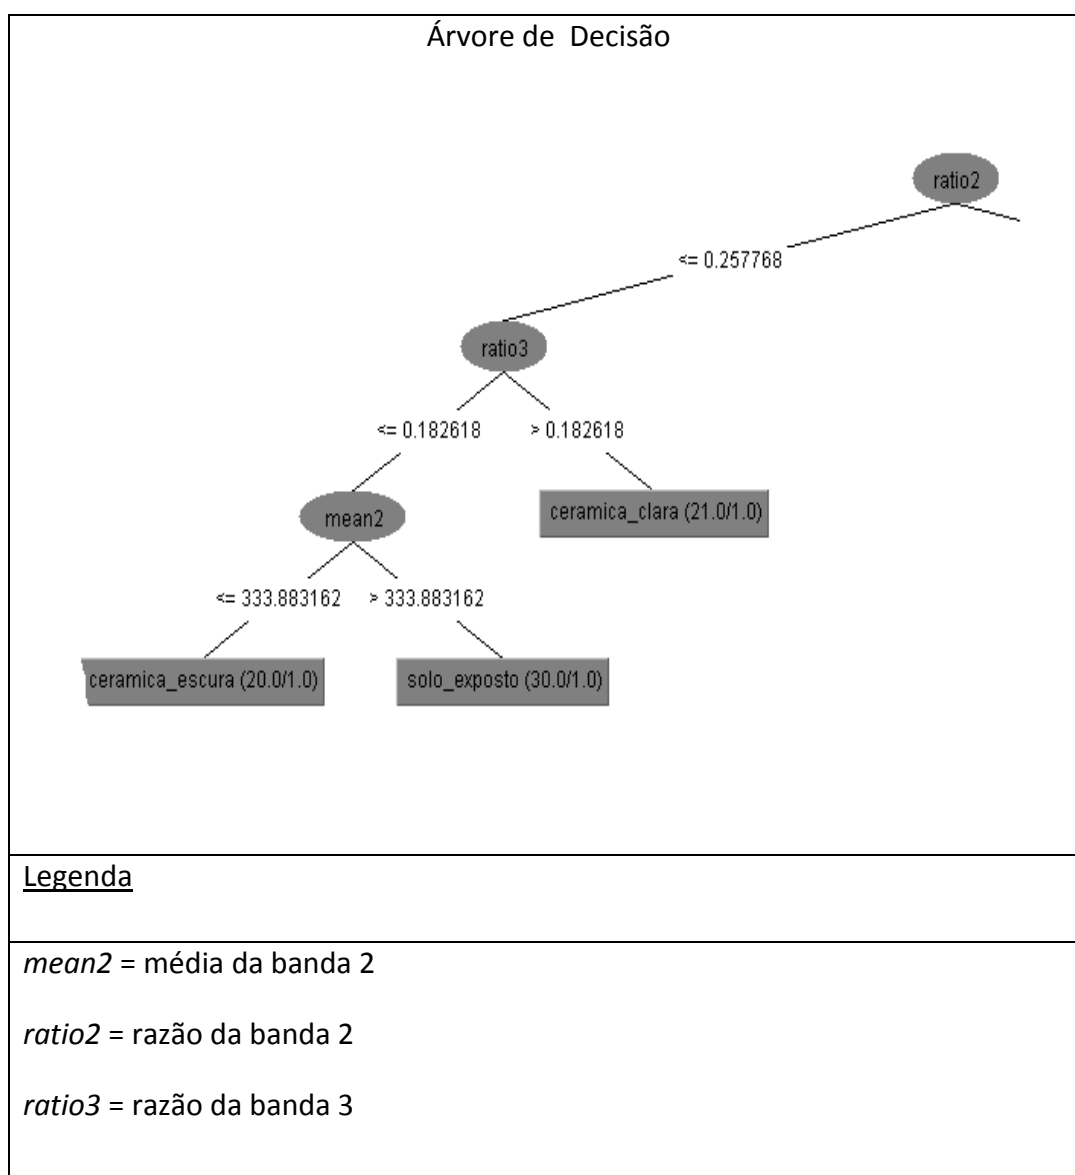 Árvore de Decisão
ratio2
<= 0.257768
ratio3
<= 0.182618 > 0.182618
mean2
ceramica_clara (21.0/1.0)
<= 333.883162 > 333.883162
ceramica_escura (20.0/1.0) solo_exposto (30.0/1.0)
Legenda
mean2 = média da banda 2
ratio2 = razão da banda 2
ratio3 = razão da banda 3